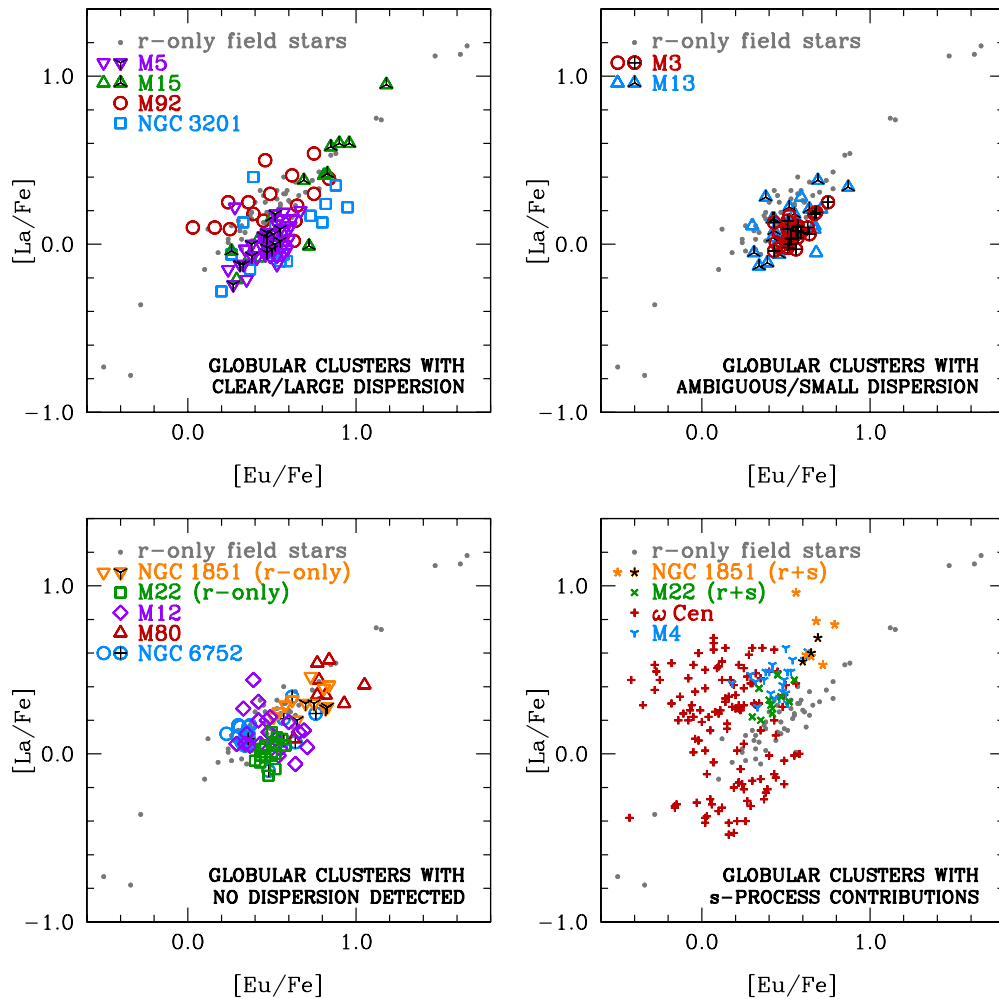 r-only field stars
M5
M15
M92
NGC 3201
1.0
0.0
−1.0
[La/Fe]
GLOBULAR CLUSTERS WITH
CLEAR/LARGE DISPERSION
0.0 1.0
[Eu/Fe]
r-only field stars
M3
M13
1.0
0.0
−1.0
[La/Fe]
GLOBULAR CLUSTERS WITH
AMBIGUOUS/SMALL DISPERSION
0.0 1.0
[Eu/Fe]
r-only field stars
NGC 1851 (r-only)
M22 (r-only)
M12
M80
NGC 6752
1.0
0.0
−1.0
[La/Fe]
GLOBULAR CLUSTERS WITH
NO DISPERSION DETECTED
0.0 1.0
[Eu/Fe]
r-only field stars
NGC 1851 (r+s)
M22 (r+s)
ω Cen
M4
1.0
0.0
−1.0
[La/Fe]
GLOBULAR CLUSTERS WITH
s-PROCESS CONTRIBUTIONS
0.0 1.0
[Eu/Fe]